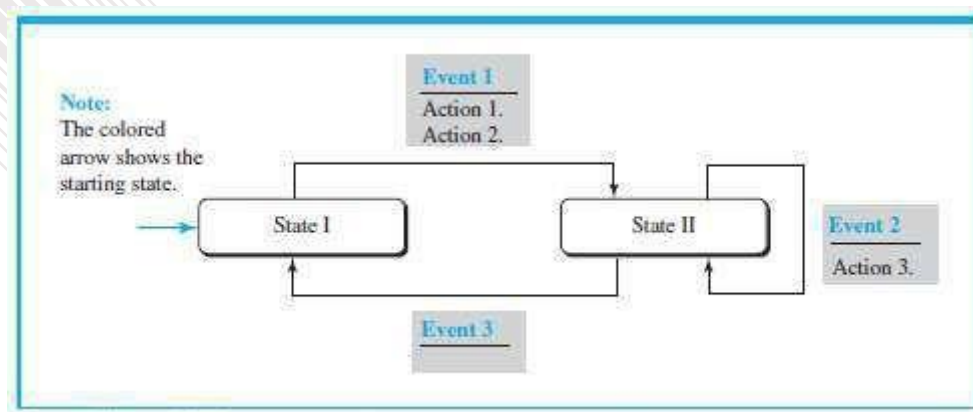 Note:
The colored
arrow shows the
starting state.
Event 1
Action 1.
Action 2.
State I
State II
Event 2
Action 3.
Event 3